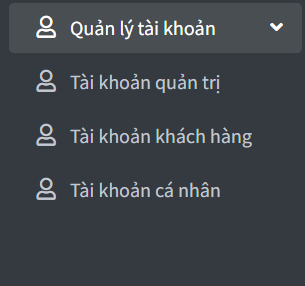 Quản lý tài khoản
Tài khoản quản trị
Tài khoản khách hàng
Tài khoản cá nhân